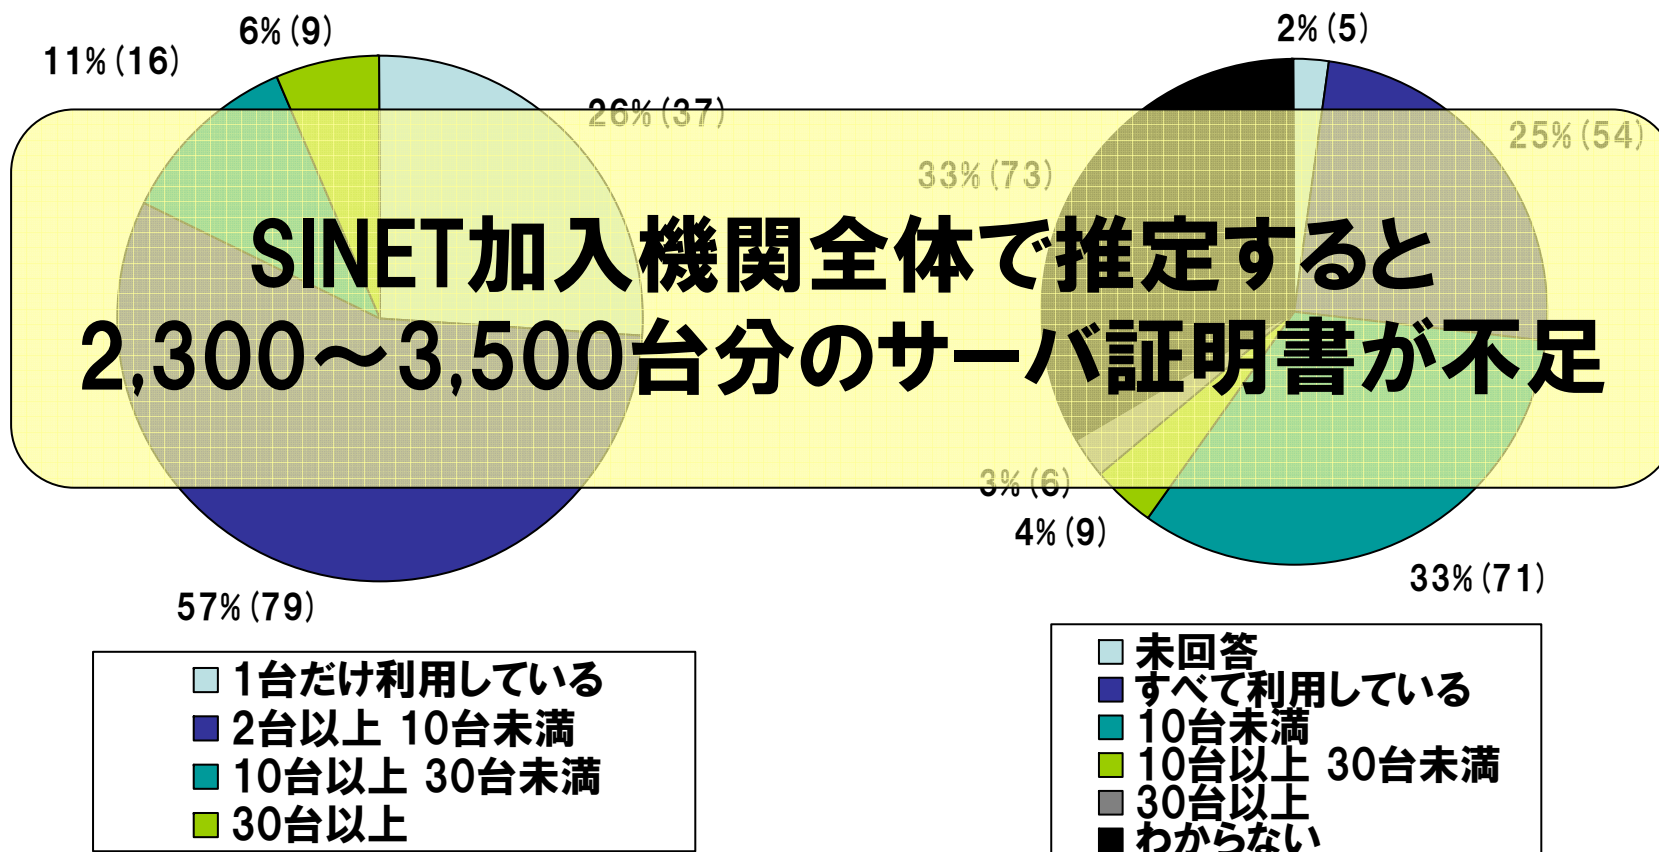 6%(9)
11%(16)
26%(37)
57%(79)
2%(5)
25%(54)
33%(73)
3%(6)
4%(9)
33%(71)
SINET加入機関全体で推定すると
2,300～3,500台分のサーバ証明書が不足
1台だけ利用している
2台以上 10台未満
10台以上 30台未満
30台以上
未回答
すべて利用している
10台未満
10台以上 30台未満
30台以上
わからない